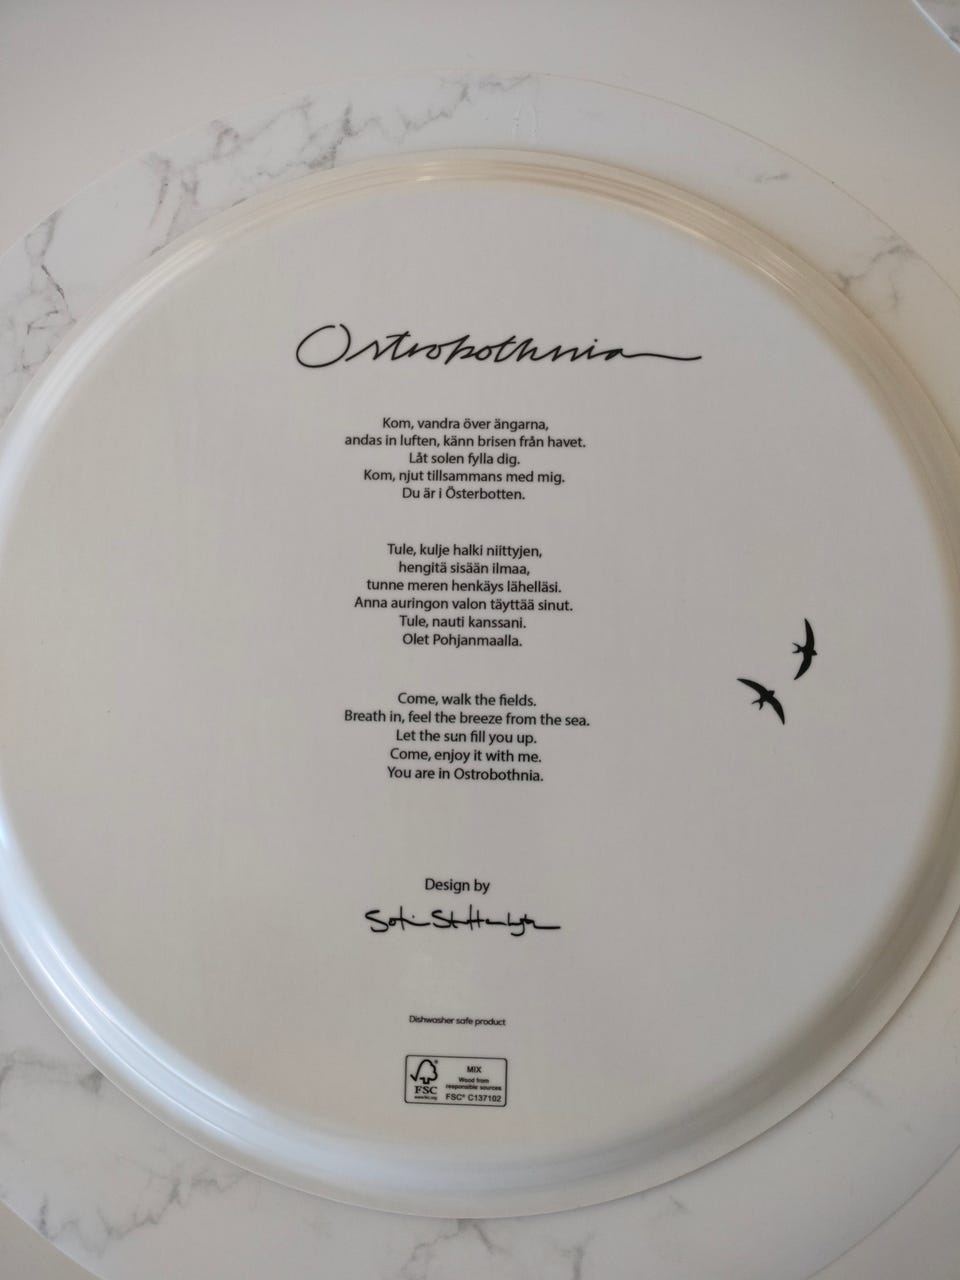 Ostrobothnia
Kom, vandra över ängarna,
andas in luften, känn brisen från havet.
Låt solen fylla dig.
Kom, njut tillsammans med mig.
Du är i Österbotten.
Tule, kulje halki niittyjen,
hengitä sisään ilmaa,
tunne meren henkäys lähelläsi.
Anna auringon valon täyttää sinut.
Tule, nauti kanssani.
Olet Pohjanmaalla.
Come, walk the fields.
Breath in, feel the breeze from the sea.
Let the sun fill you up.
Come, enjoy it with me.
You are in Ostrobothnia.
Design by
Dishwasher safe product
FSC
www.fsc.org
MIX
Wood from
responsible sources
FSC® C137102